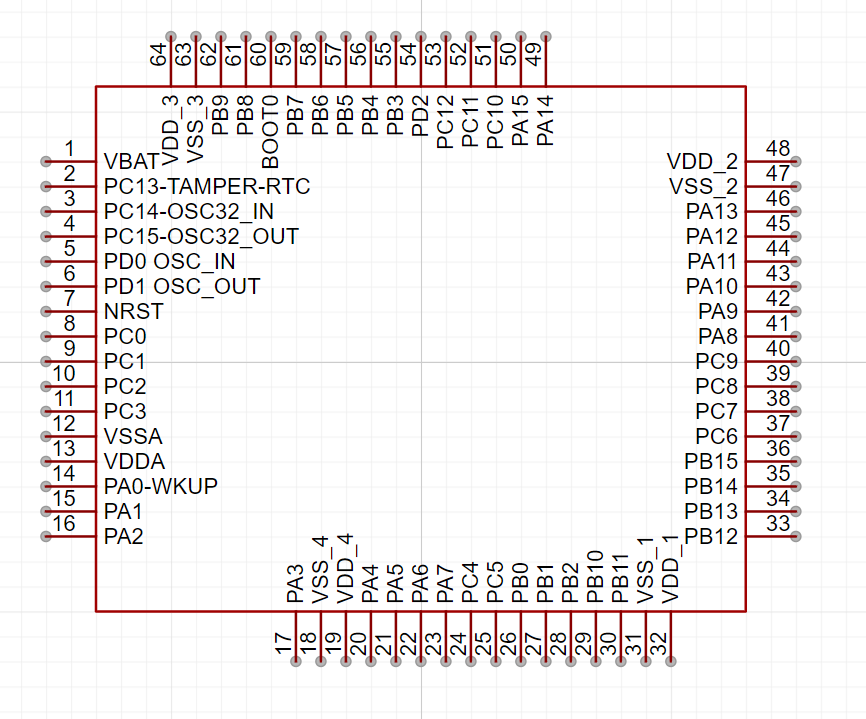 64 63 62 61 60 59 58 57 56 55 54 53 52 51 50 49
VDD_3 VSS_3 PB9 PB8 BOOT0 PB7 PB6 PB5 PB4 PB3 PD2 PC12 PC11 PC10 PA15 PA14
1 VBAT
2 PC13-TAMPER-RTC
3 PC14-OSC32_IN
4 PC15-OSC32_OUT
5 PD0 OSC_IN
6 PD1 OSC_OUT
7 NRST
8 PC0
9 PC1
10 PC2
11 PC3
12 VSSA
13 VDDA
14 PA0-WKUP
15 PA1
16 PA2
VDD_2 48
VSS_2 47
PA13 46
PA12 45
PA11 44
PA10 43
PA9 42
PA8 41
PC9 40
PC8 39
PC7 38
PC6 37
PB15 36
PB14 35
PB13 34
PB12 33
PA3 VSS_4 VDD_4 PA4 PA5 PA6 PA7 PC4 PC5 PB0 PB1 PB2 PB10 PB11 VSS_1 VDD_1
17 18 19 20 21 22 23 24 25 26 27 28 29 30 31 32